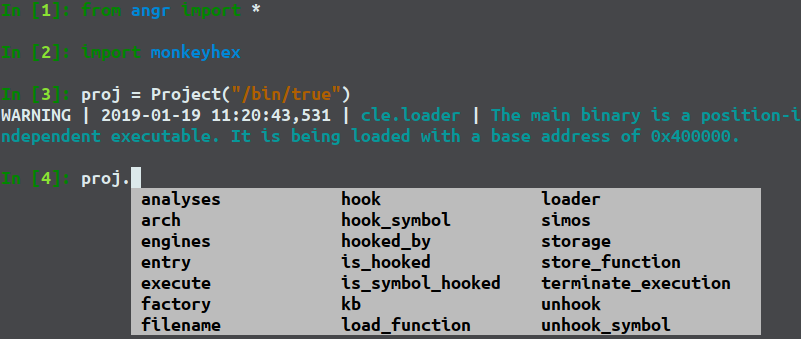 In [1]: from angr import *
In [2]: import monkeyhex
In [3]: proj = Project("/bin/true")
WARNING | 2019-01-19 11:20:43,531 | cle.loader | The main binary is a position-i
ndependent executable. It is being loaded with a base address of 0x400000.
In [4]: proj.
analyses hook loader
arch hook_symbol simos
engines hooked_by storage
entry is_hooked store_function
execute is_symbol_hooked terminate_execution
factory kb unhook
filename load_function unhook_symbol